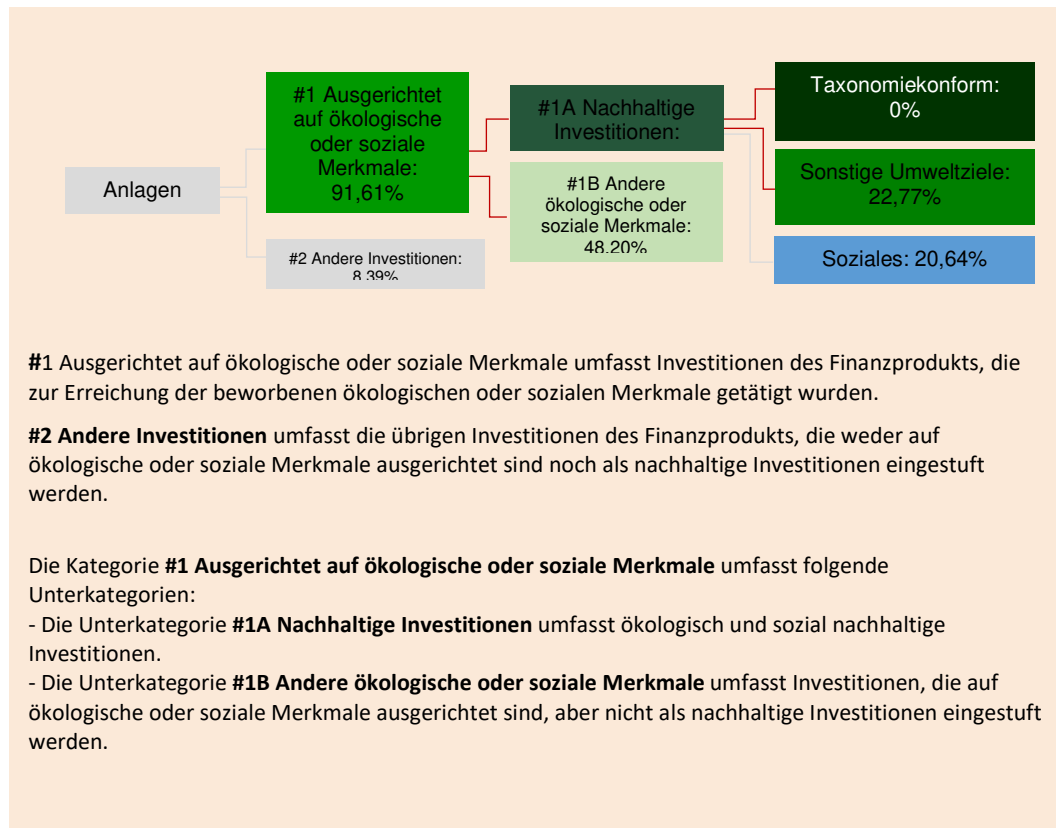 Anlagen
#1 Ausgerichtet
auf ökologische
oder soziale
Merkmale:
91,61%
#2 Andere Investitionen:
8,39%
#1A Nachhaltige
Investitionen:
#1B Andere
ökologische oder
soziale Merkmale:
48,20%
Taxonomiekonform:
0%
Sonstige Umweltziele:
22,77%
Soziales: 20,64%
#1 Ausgerichtet auf ökologische oder soziale Merkmale umfasst Investitionen des Finanzprodukts, die
zur Erreichung der beworbenen ökologischen oder sozialen Merkmale getätigt wurden.
#2 Andere Investitionen umfasst die übrigen Investitionen des Finanzprodukts, die weder auf
ökologische oder soziale Merkmale ausgerichtet sind noch als nachhaltige Investitionen eingestuft
werden.
Die Kategorie #1 Ausgerichtet auf ökologische oder soziale Merkmale umfasst folgende
Unterkategorien:
- Die Unterkategorie #1A Nachhaltige Investitionen umfasst ökologisch und sozial nachhaltige
Investitionen.
- Die Unterkategorie #1B Andere ökologische oder soziale Merkmale umfasst Investitionen, die auf
ökologische oder soziale Merkmale ausgerichtet sind, aber nicht als nachhaltige Investitionen eingestuft
werden.